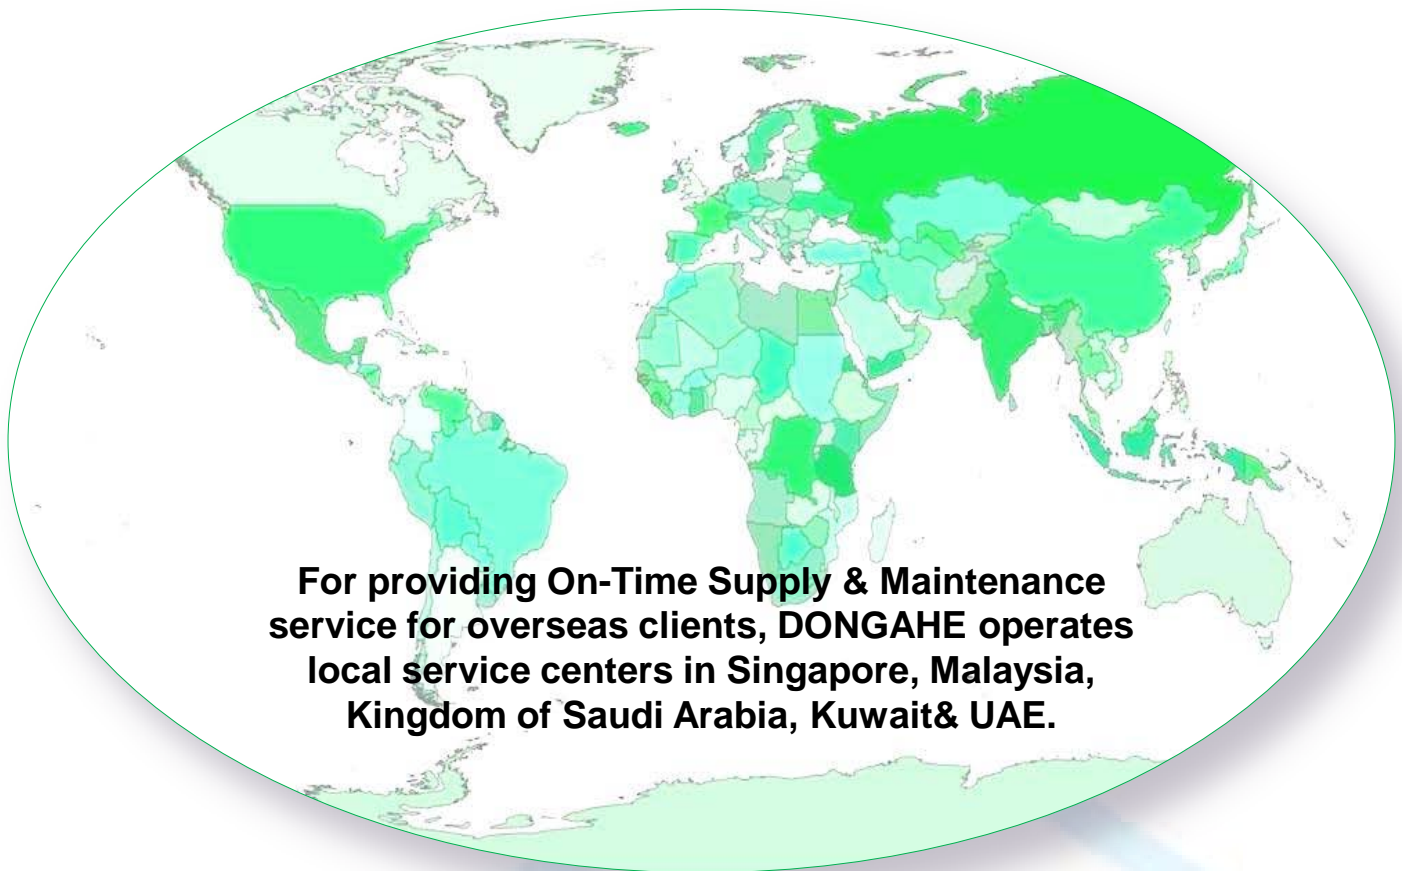 For providing On-Time Supply & Maintenance
service for overseas clients, DONGAHE operates
local service centers in Singapore, Malaysia,
Kingdom of Saudi Arabia, Kuwait& UAE.